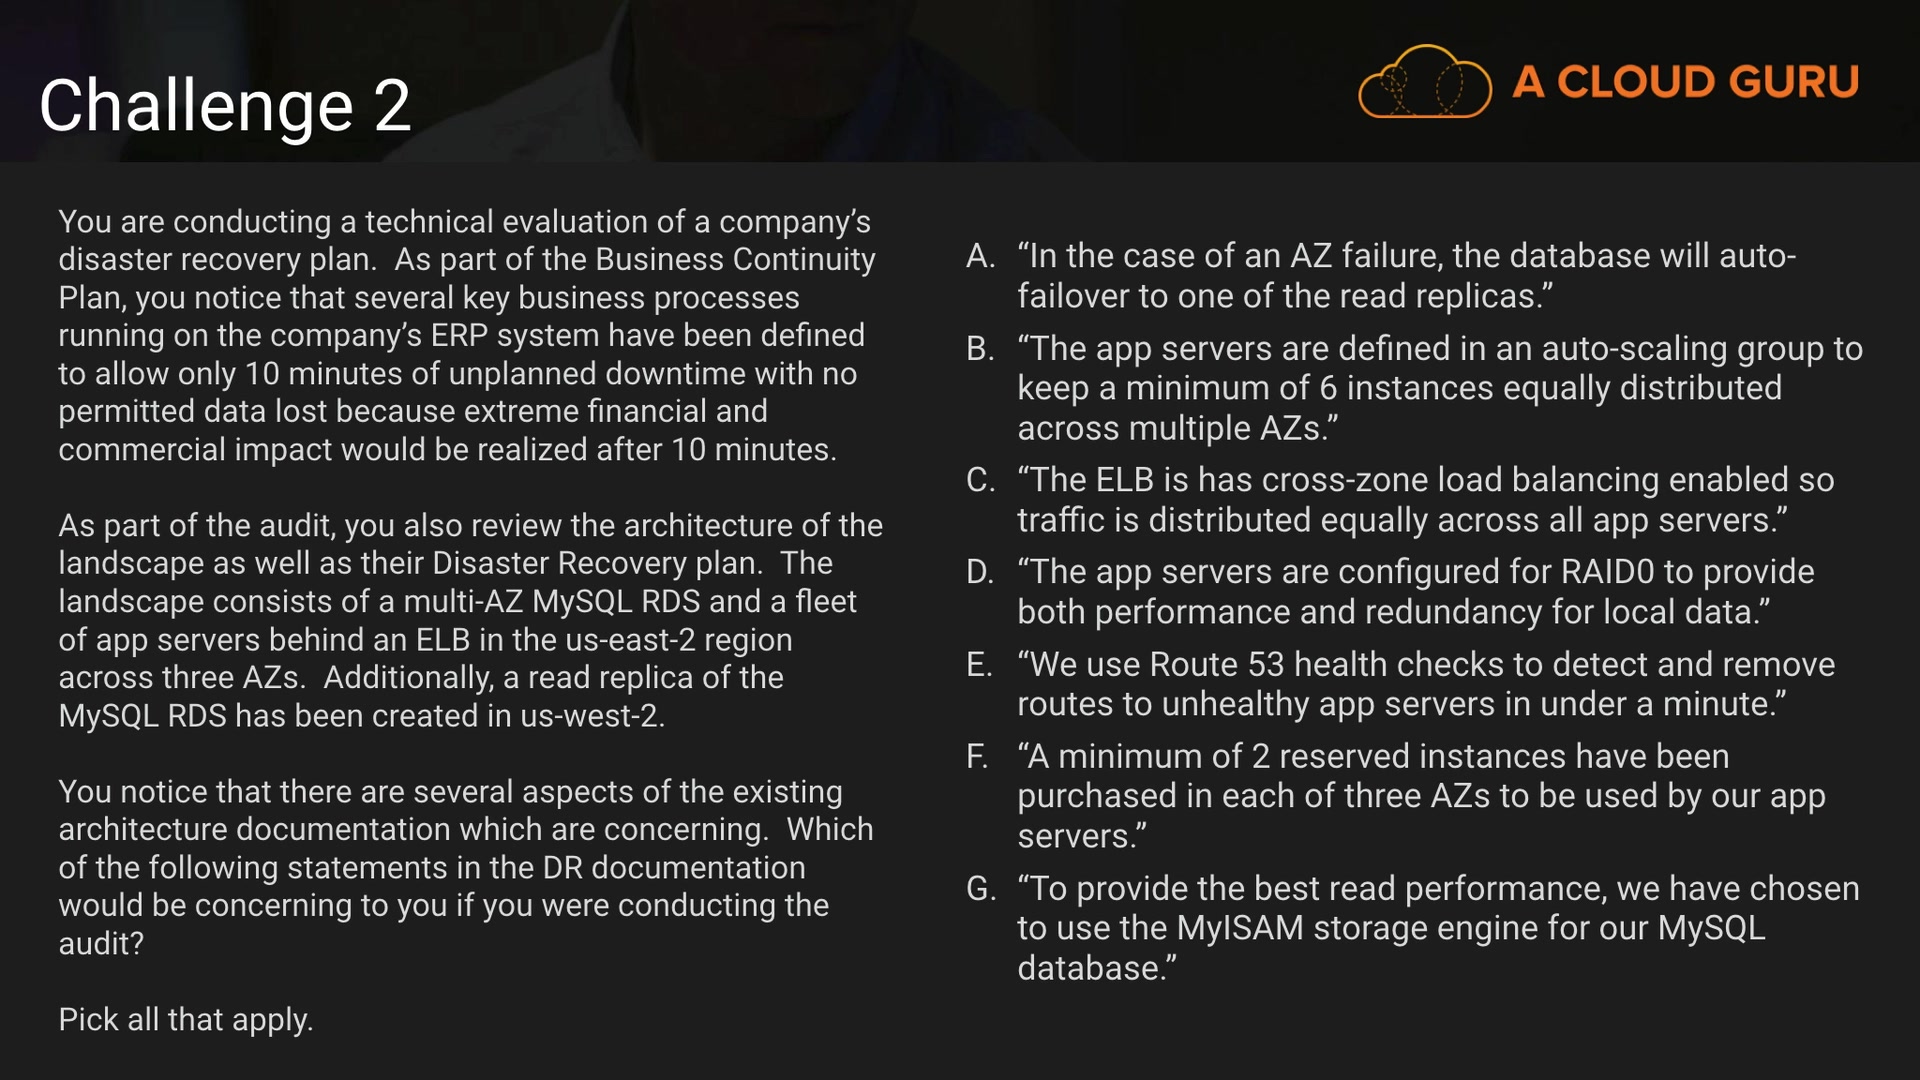 Challenge 2
A CLOUD GURU
You are conducting a technical evaluation of a company’s
disaster recovery plan.  As part of the Business Continuity
Plan, you notice that several key business processes
running on the company’s ERP system have been defined
to allow only 10 minutes of unplanned downtime with no
permitted data lost because extreme financial and
commercial impact would be realized after 10 minutes.
As part of the audit, you also review the architecture of the
landscape as well as their Disaster Recovery plan.  The
landscape consists of a multi-AZ MySQL RDS and a fleet
of app servers behind an ELB in the us-east-2 region
across three AZs.  Additionally, a read replica of the
MySQL RDS has been created in us-west-2.
You notice that there are several aspects of the existing
architecture documentation which are concerning.  Which
of the following statements in the DR documentation
would be concerning to you if you were conducting the
audit?
Pick all that apply.
A. “In the case of an AZ failure, the database will auto-
failover to one of the read replicas.”
B. “The app servers are defined in an auto-scaling group to
keep a minimum of 6 instances equally distributed
across multiple AZs.”
C. “The ELB is has cross-zone load balancing enabled so
traffic is distributed equally across all app servers.”
D. “The app servers are configured for RAID0 to provide
both performance and redundancy for local data.”
E. “We use Route 53 health checks to detect and remove
routes to unhealthy app servers in under a minute.”
F. “A minimum of 2 reserved instances have been
purchased in each of three AZs to be used by our app
servers.”
G. “To provide the best read performance, we have chosen
to use the MyISAM storage engine for our MySQL
database.”